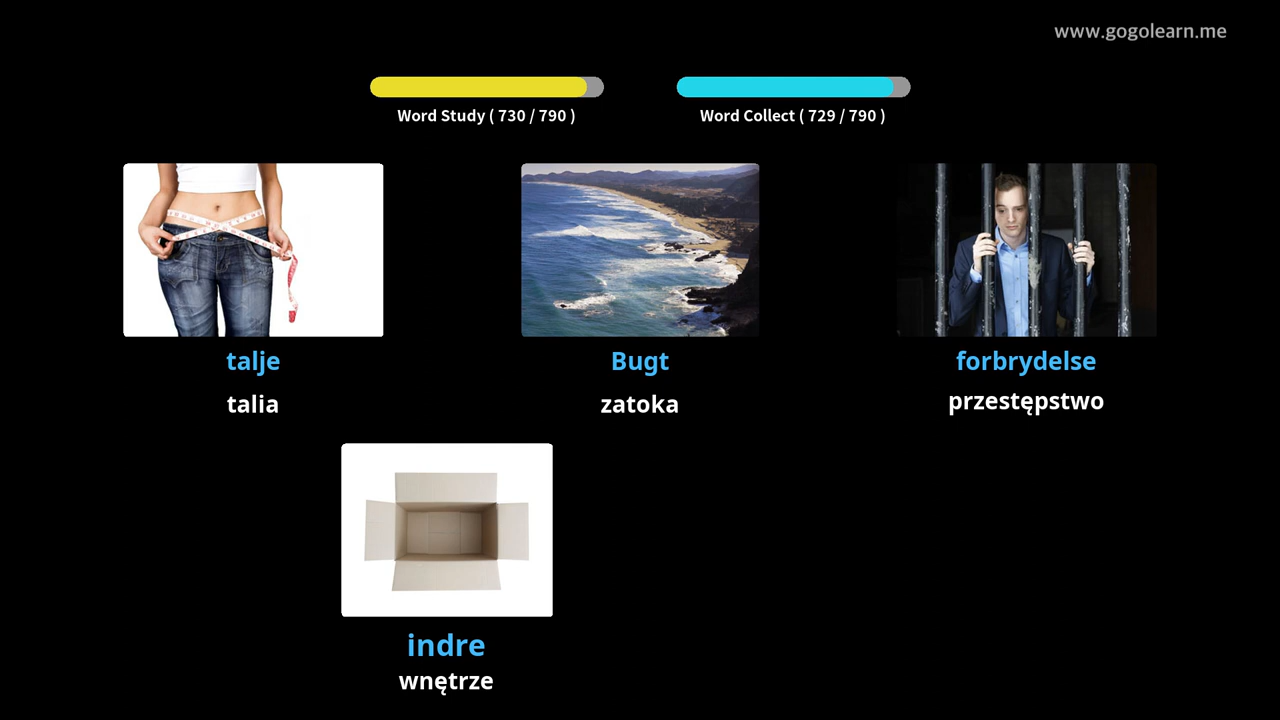 www.gogolearn.me
Word Study ( 730 / 790 )
Word Collect ( 729 / 790 )
talje
Bugt
forbrydelse
talia
zatoka
przestępstwo
indre
wnętrze